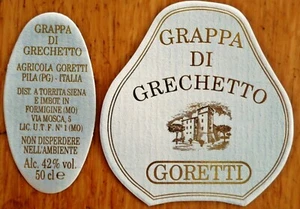 GRAPPA
DI
GRECHETTO
AGRICOLA GORETTI
PILA (PG) - ITALIA
DIST. A TORRITA SIENA
E IMBOT. IN
FORMIGINE (MO)
VIA MOSCA, 5
LIC. U.T.F. N° 1 (MO)
NON DISPERDERE
NELL'AMBIENTE
Alc. 42% vol.
50 cl e
GRAPPA
DI
GRECHETTO
GORETTI